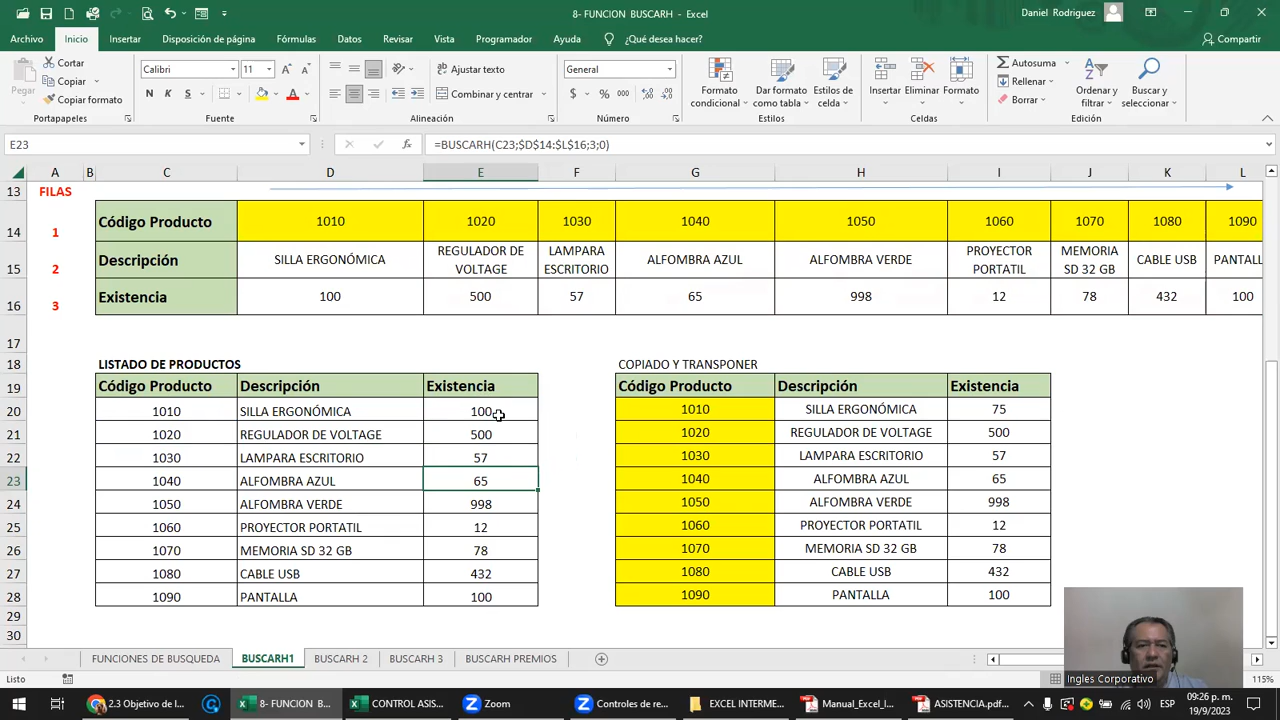 8- FUNCION BUSCARH - Excel
Daniel Rodriguez
Archivo Inicio Insertar Disposición de página Fórmulas Datos Revisar Vista Programador Ayuda ¿Qué desea hacer? Compartir
Pegar Cortar Copiar Copiar formato
Calibri 11 N K S
Ajustar texto Combinar y centrar
General $ % 000
Formato condicional Dar formato como tabla Estilos de celda
Insertar Eliminar Formato
Autosuma Rellenar Borrar Ordenar y filtrar Buscar y seleccionar
Portapapeles Fuente Alineación Número Estilos Celdas Edición
E23 fx =BUSCARH(C23;$D$14:$L$16;3;0)
A B C D E F G H I J K L
13 FILAS
14 1 Código Producto 1010 1020 1030 1040 1050 1060 1070 1080 1090
15 2 Descripción SILLA ERGONÓMICA REGULADOR DE VOLTAGE LAMPARA ESCRITORIO ALFOMBRA AZUL ALFOMBRA VERDE PROYECTOR PORTATIL MEMORIA SD 32 GB CABLE USB PANTALL
16 3 Existencia 100 500 57 65 998 12 78 432 100
17
18 LISTADO DE PRODUCTOS COPIADO Y TRANSPONER
19 Código Producto Descripción Existencia Código Producto Descripción Existencia
20 1010 SILLA ERGONÓMICA 100 1010 SILLA ERGONÓMICA 75
21 1020 REGULADOR DE VOLTAGE 500 1020 REGULADOR DE VOLTAGE 500
22 1030 LAMPARA ESCRITORIO 57 1030 LAMPARA ESCRITORIO 57
23 1040 ALFOMBRA AZUL 65 1040 ALFOMBRA AZUL 65
24 1050 ALFOMBRA VERDE 998 1050 ALFOMBRA VERDE 998
25 1060 PROYECTOR PORTATIL 12 1060 PROYECTOR PORTATIL 12
26 1070 MEMORIA SD 32 GB 78 1070 MEMORIA SD 32 GB 78
27 1080 CABLE USB 432 1080 CABLE USB 432
28 1090 PANTALLA 100 1090 PANTALLA 100
29
30
FUNCIONES DE BUSQUEDA BUSCARH1 BUSCARH 2 BUSCARH 3 BUSCARH PREMIOS
Ingles Corporativo
Listo 115%
2.3 Objetivo de l... 8- FUNCION B... CONTROL ASIS... Zoom Controles de re... EXCEL INTERME... Manual_Excel_I... ASISTENCIA.pdf... ESP 09:26 p. m. 19/9/2023